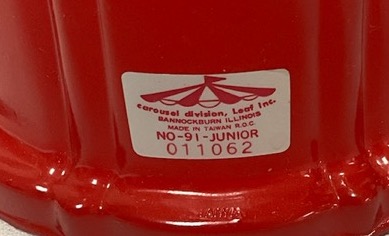 carousel division, Leaf Inc.
BANNOCKBURN ILLINOIS
MADE IN TAIWAN R.O.C.
NO-91-JUNIOR
011062